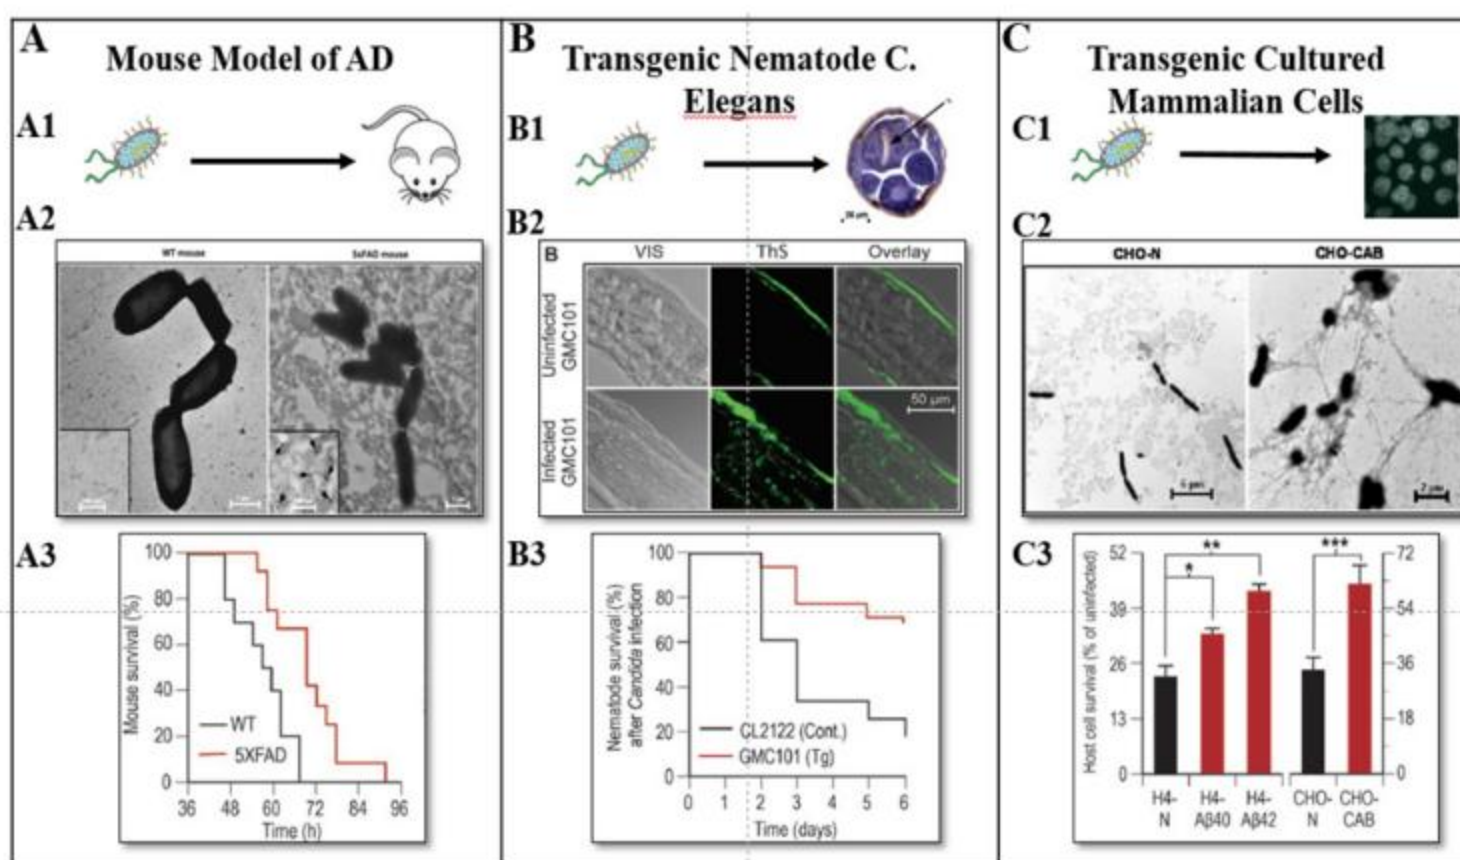 A
Mouse Model of AD
A1
A2
WT mouse
5xFAD mouse
A3
Mouse survival (%)
100
80
60
40
20
0
WT
5XFAD
36 48 60 72 84 96
Time (h)
B
Transgenic Nematode C.
Elegans
B1
B2
B
VIS ThS Overlay
Uninfected
GMC101
Infected
GMC101
50 µm
B3
Nematode survival (%)
after Candida infection
100
80
60
40
20
0
CL2122 (Cont.)
GMC101 (Tg)
0 1 2 3 4 5 6
Time (days)
C
Transgenic Cultured
Mammalian Cells
C1
C2
CHO-N
CHO-CAB
2 µm
C3
Host cell survival (% of uninfected)
52
39
26
13
0
*
**
***
72
54
36
18
0
H4-
N
H4-
Aβ40
H4-
Aβ42
CHO-
N
CHO-
CAB